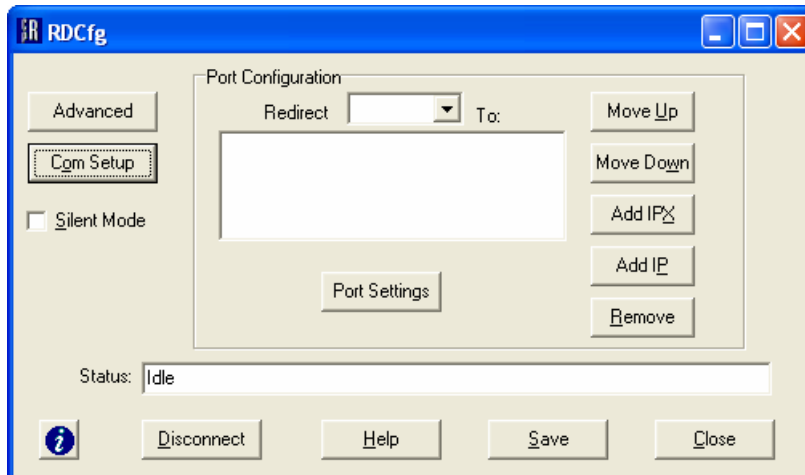 RDCfg
Port Configuration
Advanced
Redirect To:
Move Up
Com Setup
Move Down
Silent Mode
Add IPX
Add IP
Port Settings
Remove
Status: Idle
Disconnect Help Save Close